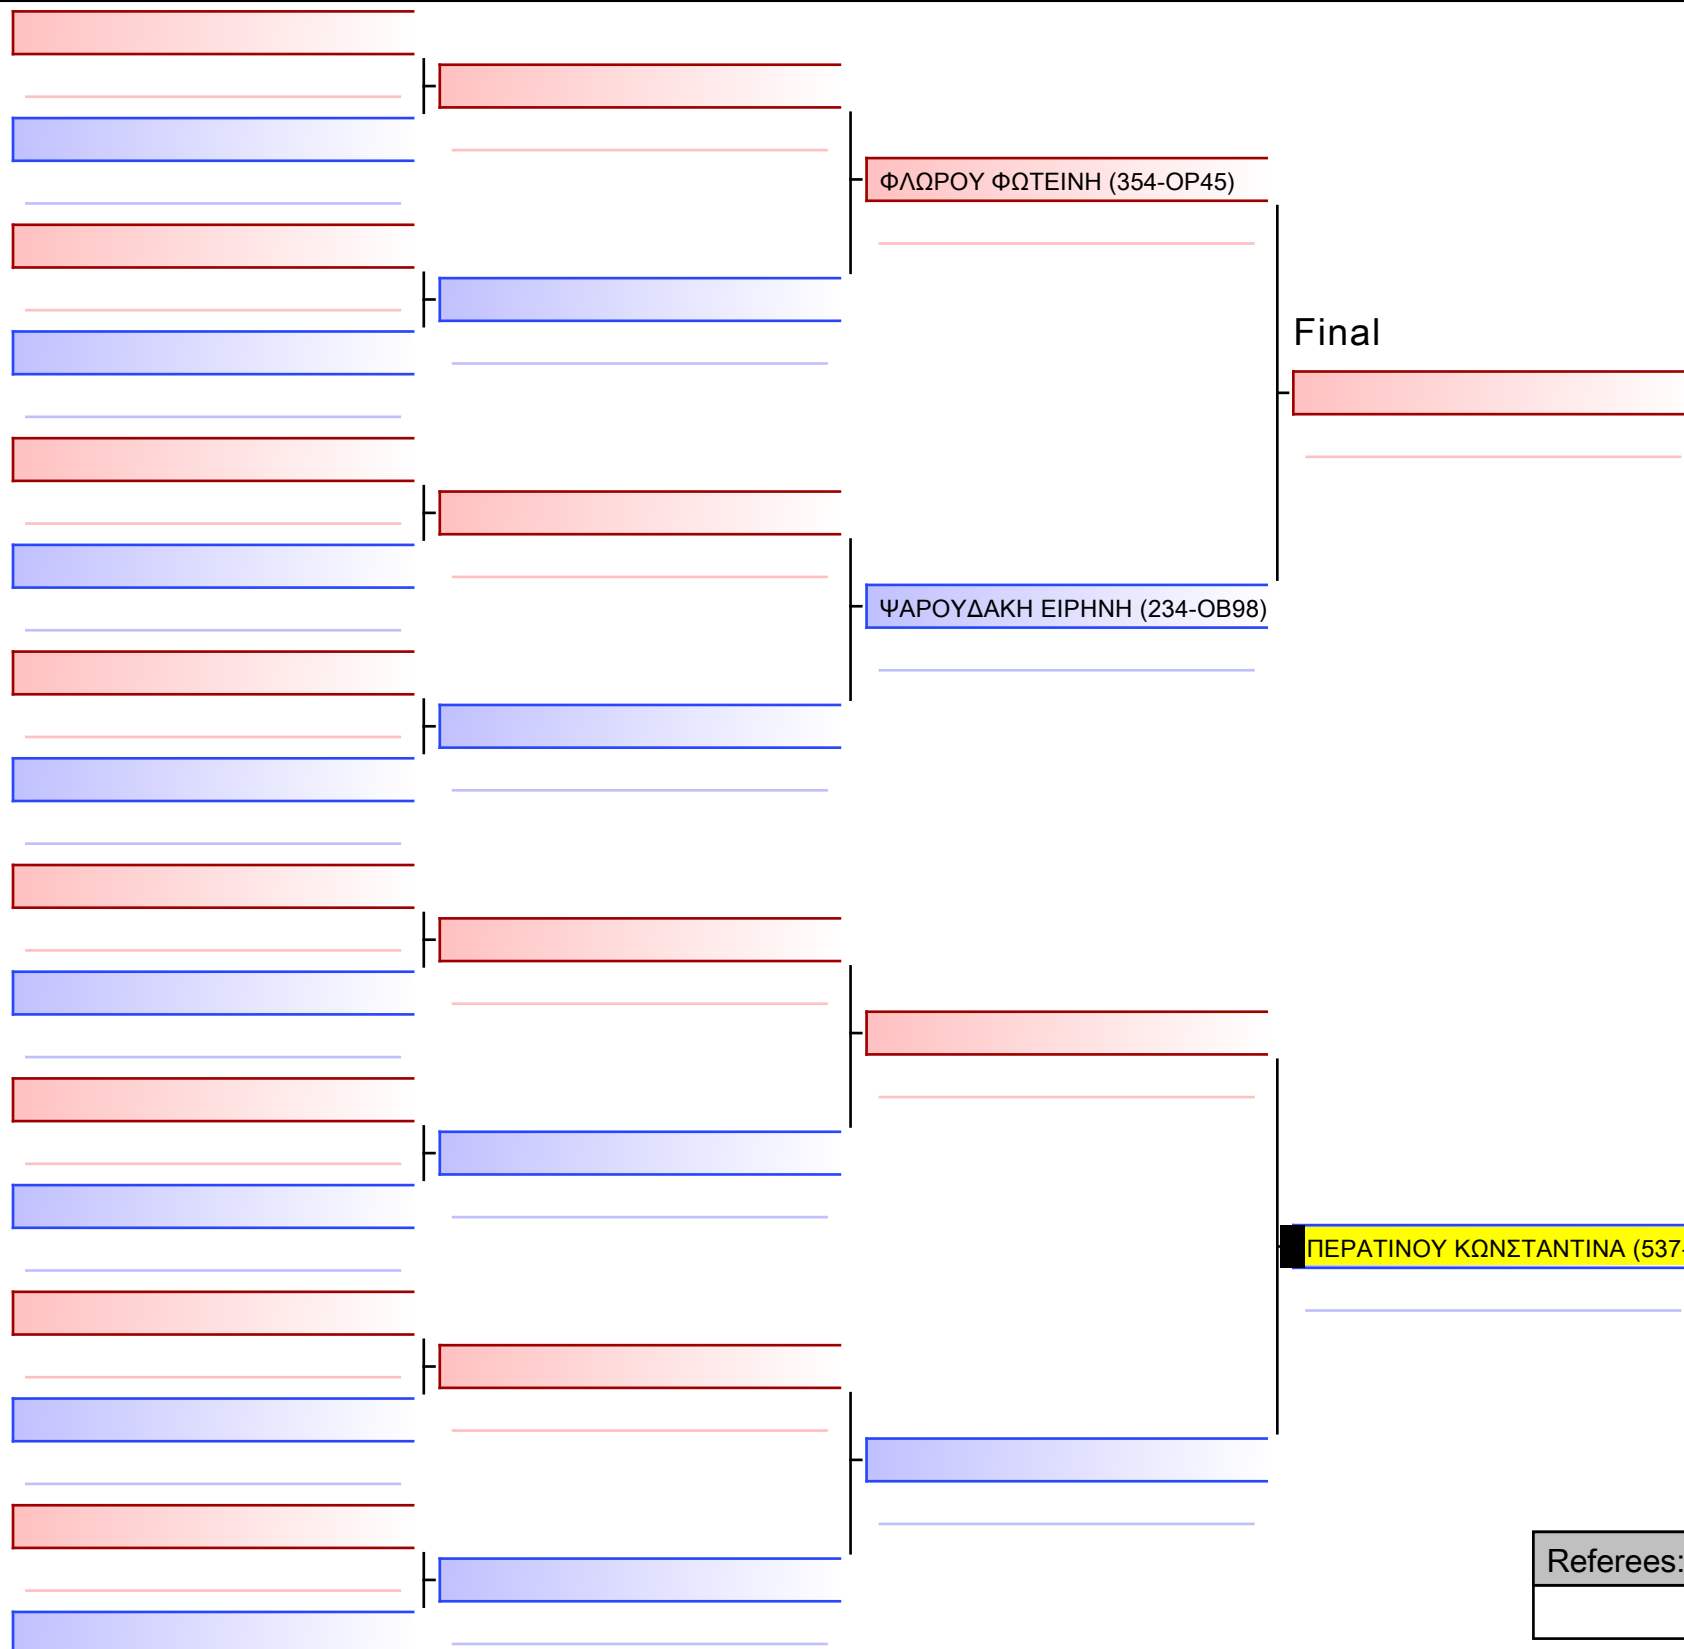 ΦΛΩΡΟΥ ΦΩΤΕΙΝΗ (354-ΟΡ45)
Final
ΨΑΡΟΥΔΑΚΗ ΕΙΡΗΝΗ (234-ΟΒ98)
ΠΕΡΑΤΙΝΟΥ ΚΩΝΣΤΑΝΤΙΝΑ (537-
Referees: